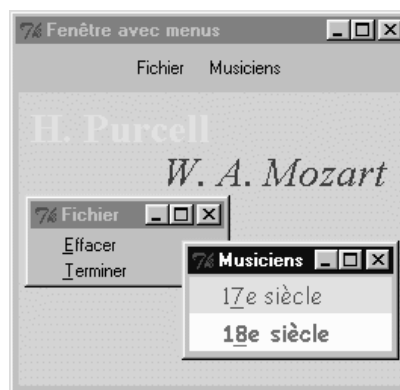 Fenêtre avec menus
Fichier Musiciens
H. Purcell
W. A. Mozart
Fichier
Effacer
Terminer
Musiciens
17e siècle
18e siècle